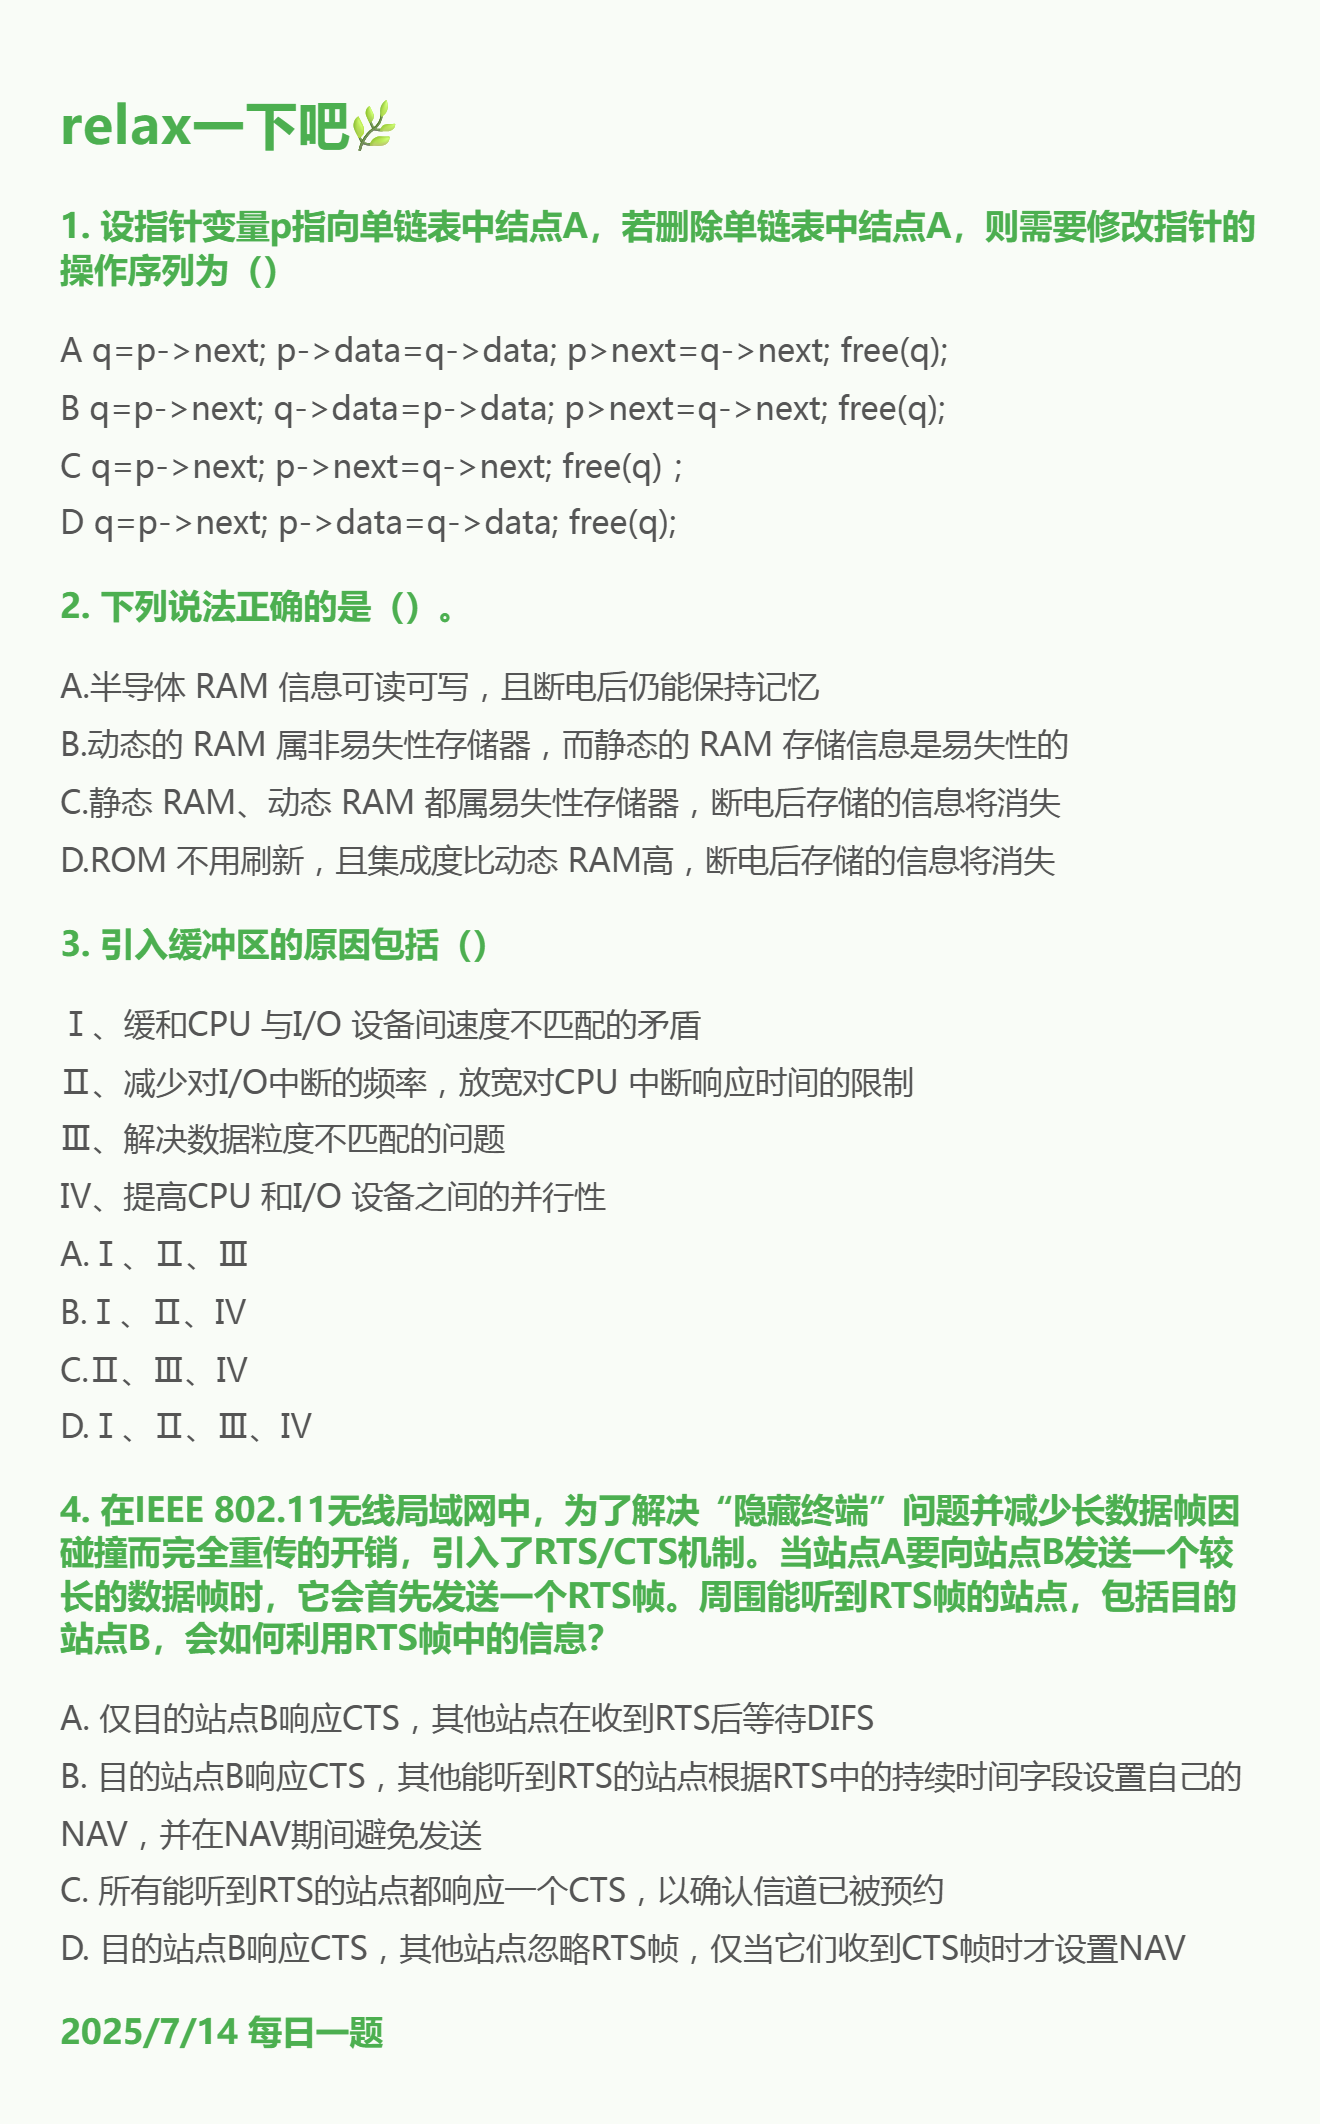 relax一下吧🌿
1. 设指针变量p指向单链表中结点A，若删除单链表中结点A，则需要修改指针的
操作序列为（）
A q=p->next; p->data=q->data; p>next=q->next; free(q);
B q=p->next; q->data=p->data; p>next=q->next; free(q);
C q=p->next; p->next=q->next; free(q)；
D q=p->next; p->data=q->data; free(q);
2. 下列说法正确的是（）。
A.半导体 RAM 信息可读可写，且断电后仍能保持记忆
B.动态的 RAM 属非易失性存储器，而静态的 RAM 存储信息是易失性的
C.静态 RAM、动态 RAM 都属易失性存储器，断电后存储的信息将消失
D.ROM 不用刷新，且集成度比动态 RAM高，断电后存储的信息将消失
3. 引入缓冲区的原因包括（）
Ⅰ、缓和CPU 与I/O 设备间速度不匹配的矛盾
Ⅱ、减少对I/O中断的频率，放宽对CPU 中断响应时间的限制
Ⅲ、解决数据粒度不匹配的问题
IV、提高CPU 和I/O 设备之间的并行性
A.Ⅰ、Ⅱ、Ⅲ
B.Ⅰ、Ⅱ、IV
C.Ⅱ、Ⅲ、IV
D.Ⅰ、Ⅱ、Ⅲ、IV
4. 在IEEE 802.11无线局域网中，为了解决“隐藏终端”问题并减少长数据帧因
碰撞而完全重传的开销，引入了RTS/CTS机制。当站点A要向站点B发送一个较
长的数据帧时，它会首先发送一个RTS帧。周围能听到RTS帧的站点，包括目的
站点B，会如何利用RTS帧中的信息？
A. 仅目的站点B响应CTS，其他站点在收到RTS后等待DIFS
B. 目的站点B响应CTS，其他能听到RTS的站点根据RTS中的持续时间字段设置自己的
NAV，并在NAV期间避免发送
C. 所有能听到RTS的站点都响应一个CTS，以确认信道已被预约
D. 目的站点B响应CTS，其他站点忽略RTS帧，仅当它们收到CTS帧时才设置NAV
2025/7/14 每日一题